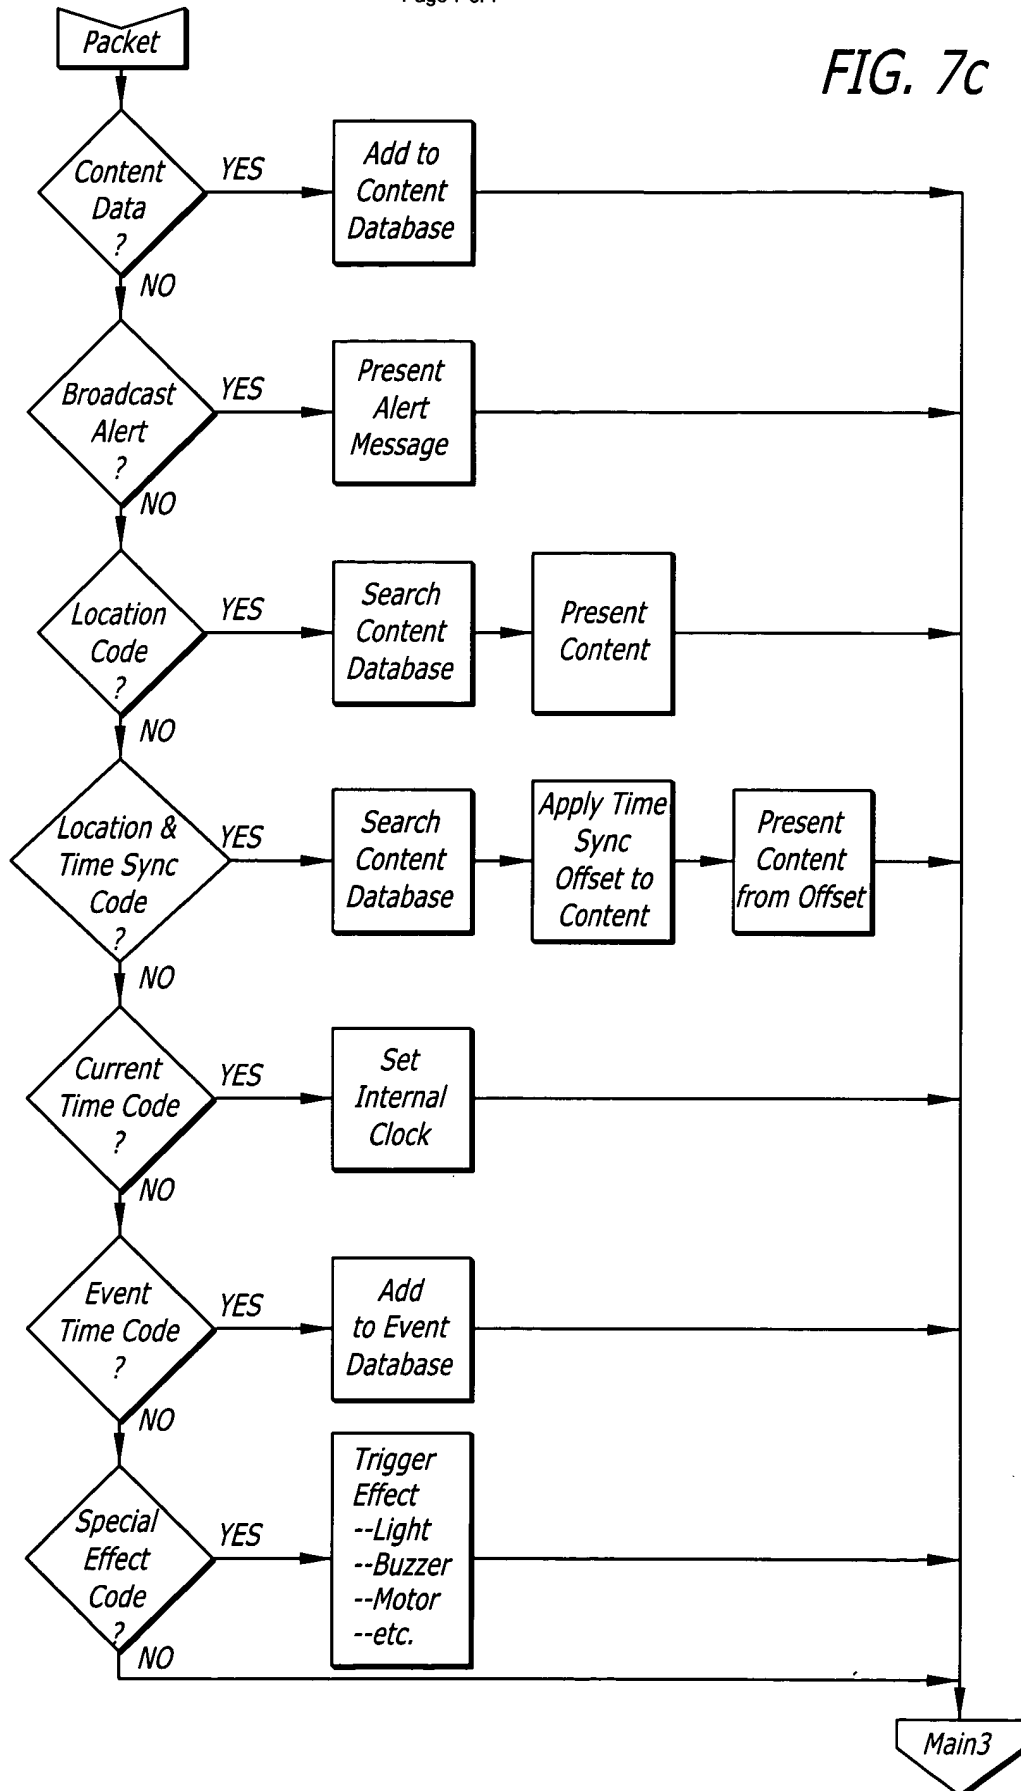 Packet
FIG. 7c
Content
Data
?
YES
Add to
Content
Database
NO
Broadcast
Alert
?
YES
Present
Alert
Message
NO
Location
Code
?
YES
Search
Content
Database
Present
Content
NO
Location &
Time Sync
Code
?
YES
Search
Content
Database
Apply Time
Sync
Offset to
Content
Present
Content
from Offset
NO
Current
Time Code
?
YES
Set
Internal
Clock
NO
Event
Time Code
?
YES
Add
to Event
Database
NO
Special
Effect
Code
?
YES
Trigger
Effect
--Light
--Buzzer
--Motor
--etc.
NO
Main3